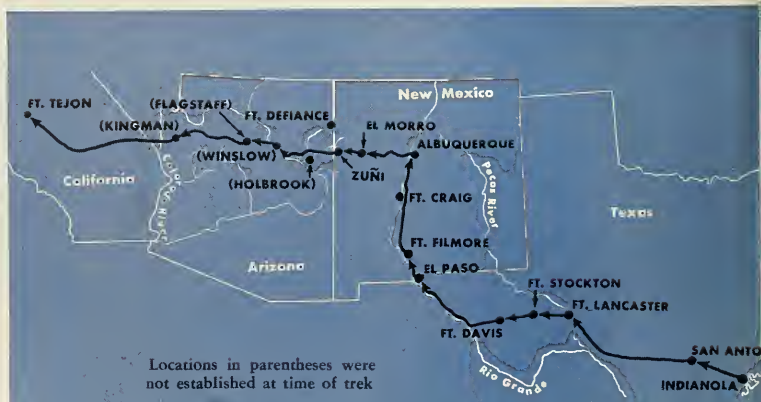 New Mexico
FT. TEJON
(FLAGSTAFF)
FT. DEFIANCE
(KINGMAN)
EL MORRO
ALBUQUERQUE
(WINSLOW)
California
Colorado River
(HOLBROOK)
ZUÑI
Pecos River
FT. CRAIG
Texas
FT. FILMORE
Arizona
EL PASO
FT. STOCKTON
FT. LANCASTER
FT. DAVIS
SAN ANTO
Rio Grande
INDIANOLA
Locations in parentheses were
not established at time of trek